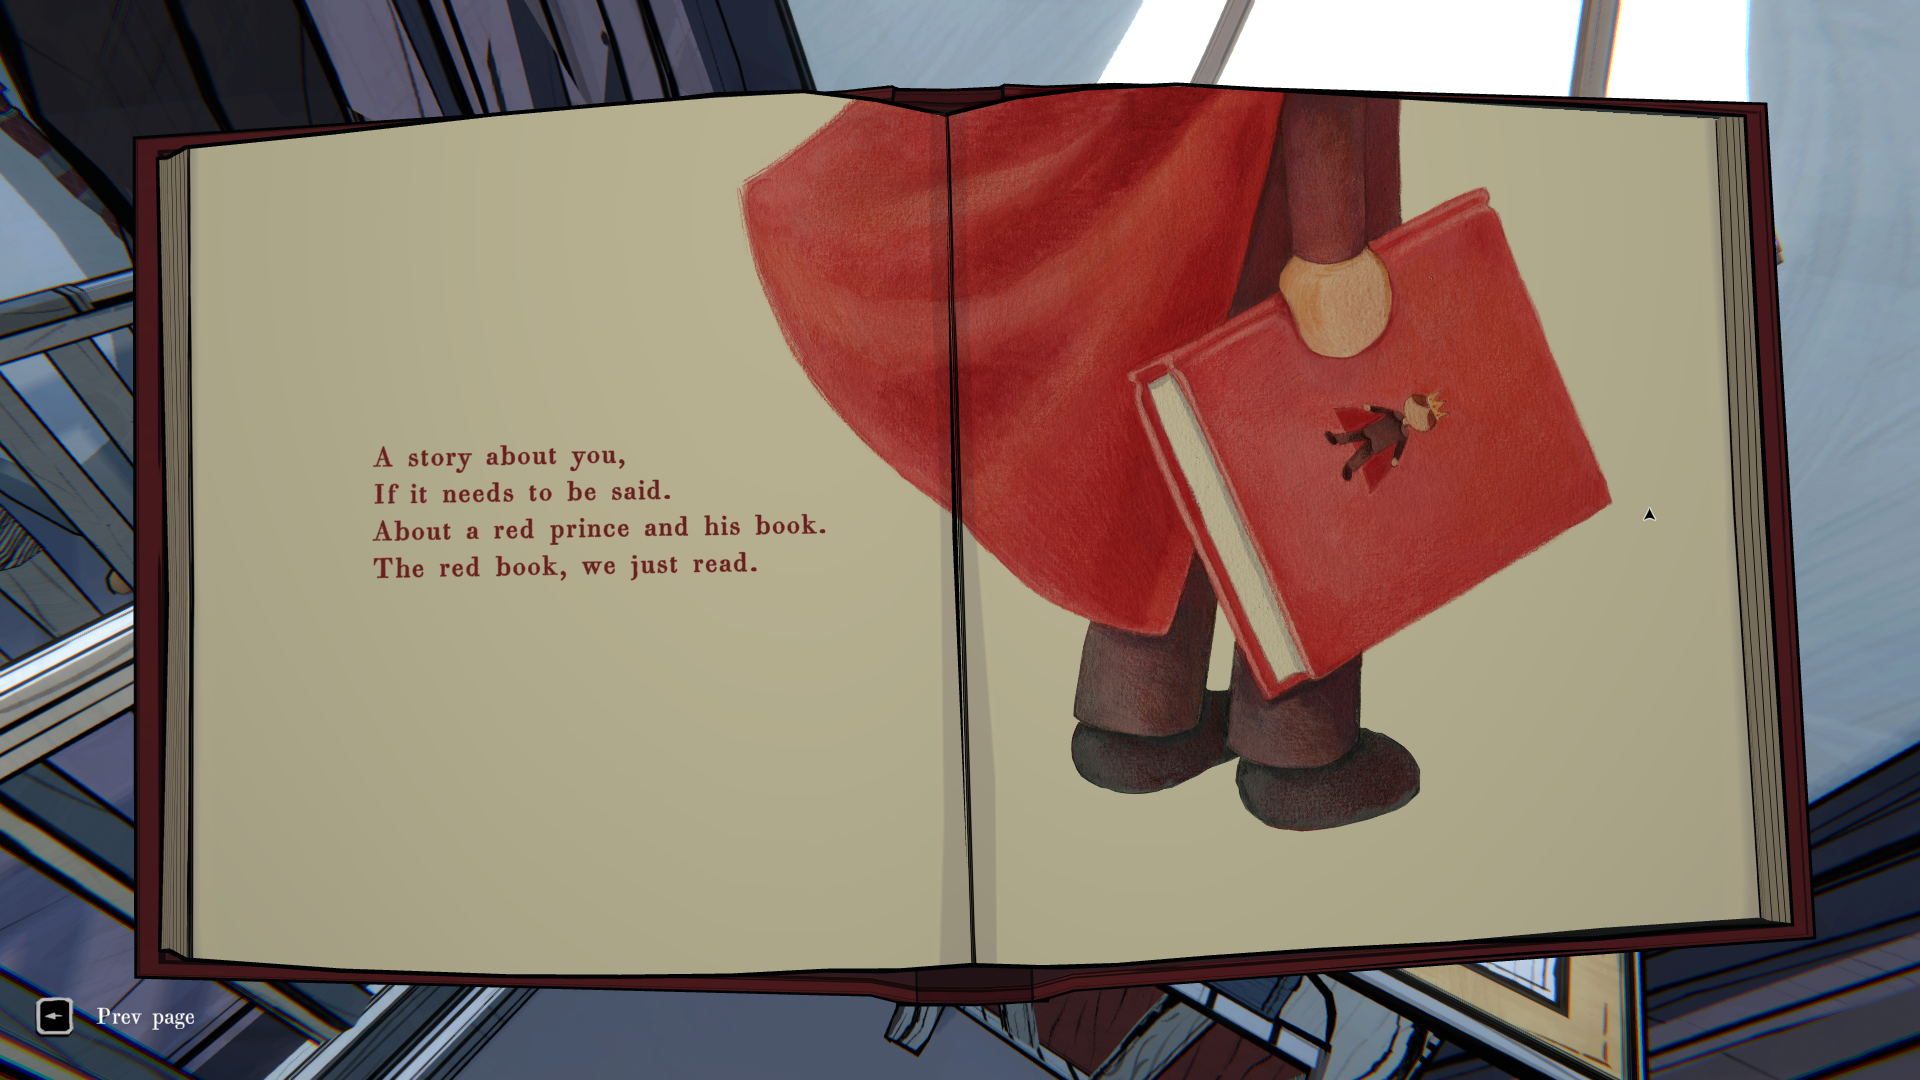 A story about you,
If it needs to be said.
About a red prince and his book.
The red book, we just read.
Prev page